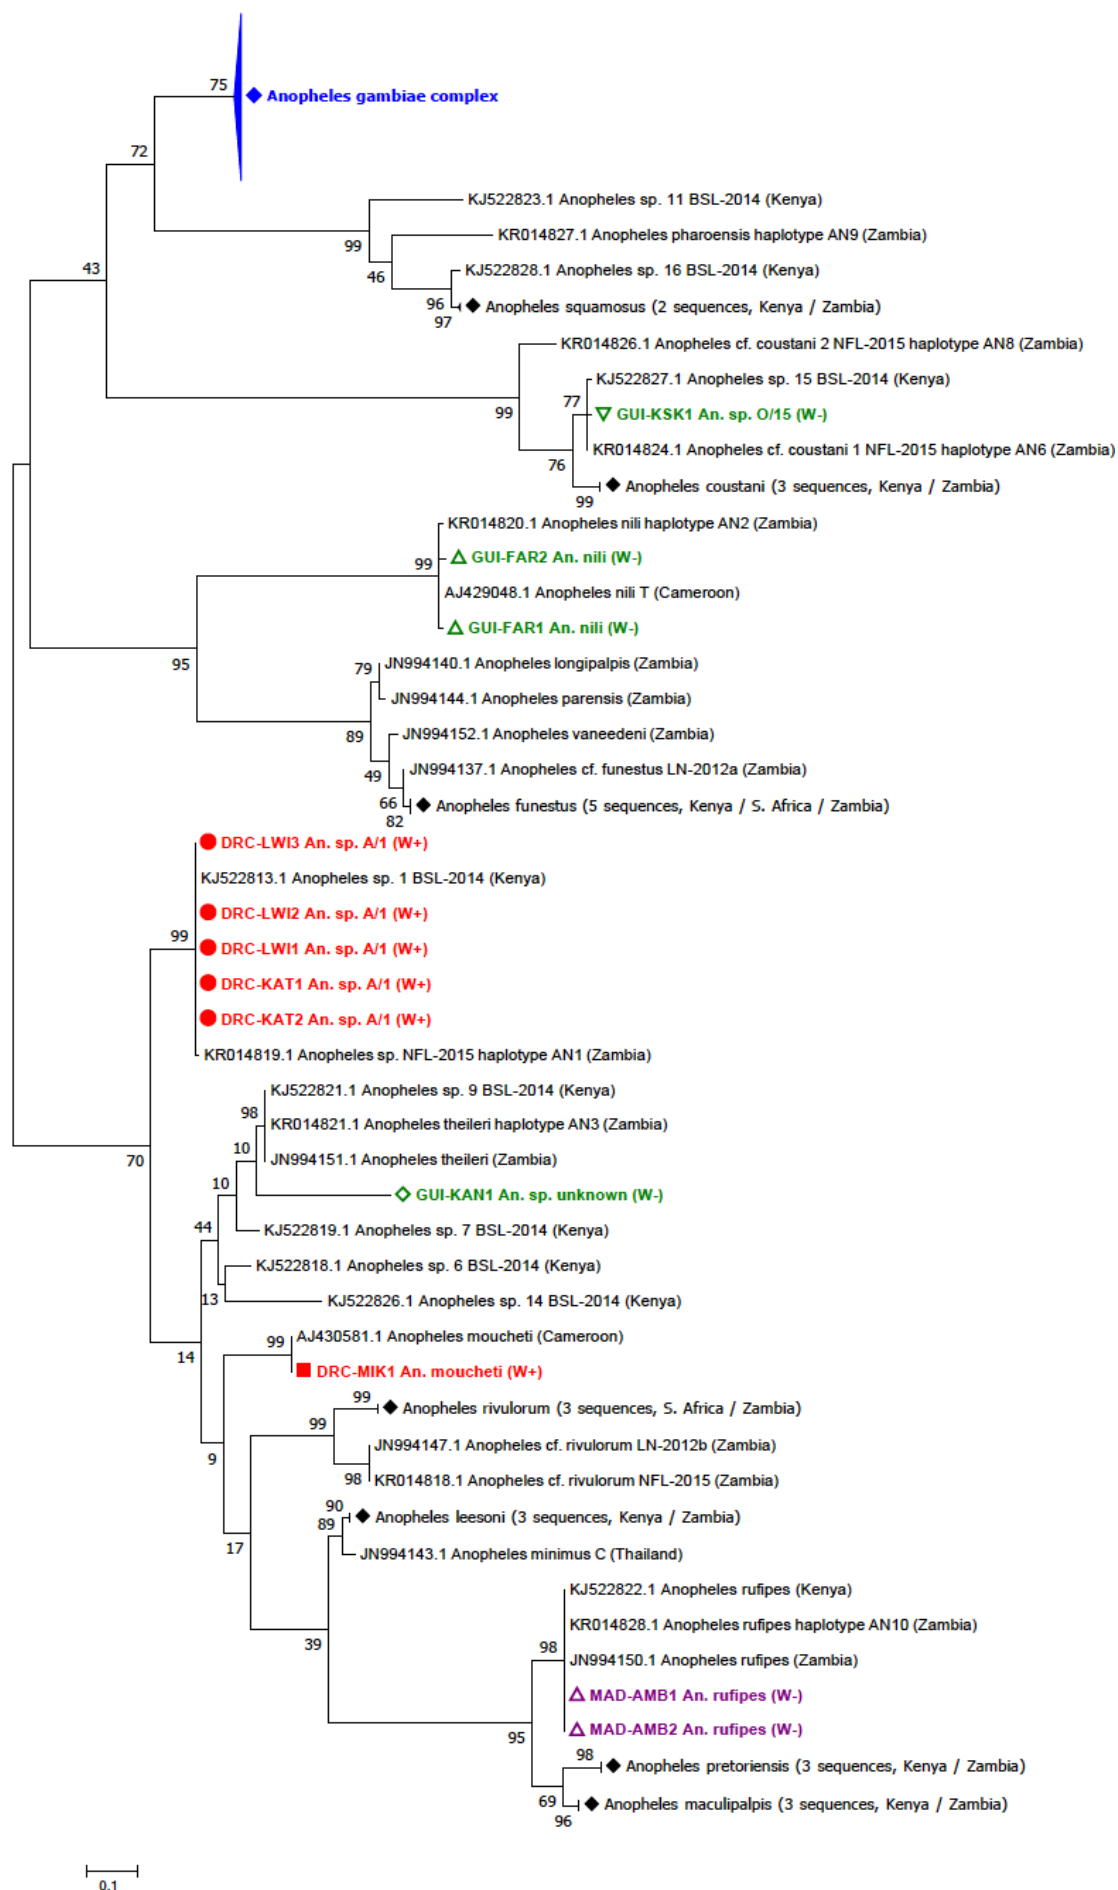 75
Anopheles gambiae complex
72
KJ522823.1 Anopheles sp. 11 BSL-2014 (Kenya)
99
KR014827.1 Anopheles pharoensis haplotype AN9 (Zambia)
43
46
KJ522828.1 Anopheles sp. 16 BSL-2014 (Kenya)
96
Anopheles squamosus (2 sequences, Kenya / Zambia)
97
KR014826.1 Anopheles cf. coustani 2 NFL-2015 haplotype AN8 (Zambia)
99
KJ522827.1 Anopheles sp. 15 BSL-2014 (Kenya)
77
GUI-KSK1 An. sp. O/15 (W-)
KR014824.1 Anopheles cf. coustani 1 NFL-2015 haplotype AN6 (Zambia)
76
Anopheles coustani (3 sequences, Kenya / Zambia)
99
KR014820.1 Anopheles nili haplotype AN2 (Zambia)
99
GUI-FAR2 An. nili (W-)
AJ429048.1 Anopheles nili T (Cameroon)
GUI-FAR1 An. nili (W-)
95
JN994140.1 Anopheles longipalpis (Zambia)
79
JN994144.1 Anopheles parensis (Zambia)
89
JN994152.1 Anopheles vaneedeni (Zambia)
49
JN994137.1 Anopheles cf. funestus LN-2012a (Zambia)
66
Anopheles funestus (5 sequences, Kenya / S. Africa / Zambia)
82
DRC-LWI3 An. sp. A/1 (W+)
KJ522813.1 Anopheles sp. 1 BSL-2014 (Kenya)
DRC-LWI2 An. sp. A/1 (W+)
99
DRC-LWI1 An. sp. A/1 (W+)
DRC-KAT1 An. sp. A/1 (W+)
DRC-KAT2 An. sp. A/1 (W+)
KR014819.1 Anopheles sp. NFL-2015 haplotype AN1 (Zambia)
70
KJ522821.1 Anopheles sp. 9 BSL-2014 (Kenya)
98
KR014821.1 Anopheles theileri haplotype AN3 (Zambia)
10
JN994151.1 Anopheles theileri (Zambia)
10
GUI-KAN1 An. sp. unknown (W-)
44
KJ522819.1 Anopheles sp. 7 BSL-2014 (Kenya)
KJ522818.1 Anopheles sp. 6 BSL-2014 (Kenya)
13
KJ522826.1 Anopheles sp. 14 BSL-2014 (Kenya)
14
99
AJ430581.1 Anopheles moucheti (Cameroon)
DRC-MIK1 An. moucheti (W+)
9
99
Anopheles rivulorum (3 sequences, S. Africa / Zambia)
99
JN994147.1 Anopheles cf. rivulorum LN-2012b (Zambia)
98
KR014818.1 Anopheles cf. rivulorum NFL-2015 (Zambia)
17
90
Anopheles leesoni (3 sequences, Kenya / Zambia)
89
JN994143.1 Anopheles minimus C (Thailand)
39
KJ522822.1 Anopheles rufipes (Kenya)
KR014828.1 Anopheles rufipes haplotype AN10 (Zambia)
98
JN994150.1 Anopheles rufipes (Zambia)
MAD-AMB1 An. rufipes (W-)
MAD-AMB2 An. rufipes (W-)
95
98
Anopheles pretoriensis (3 sequences, Kenya / Zambia)
69
Anopheles maculipalpis (3 sequences, Kenya / Zambia)
96
0.1